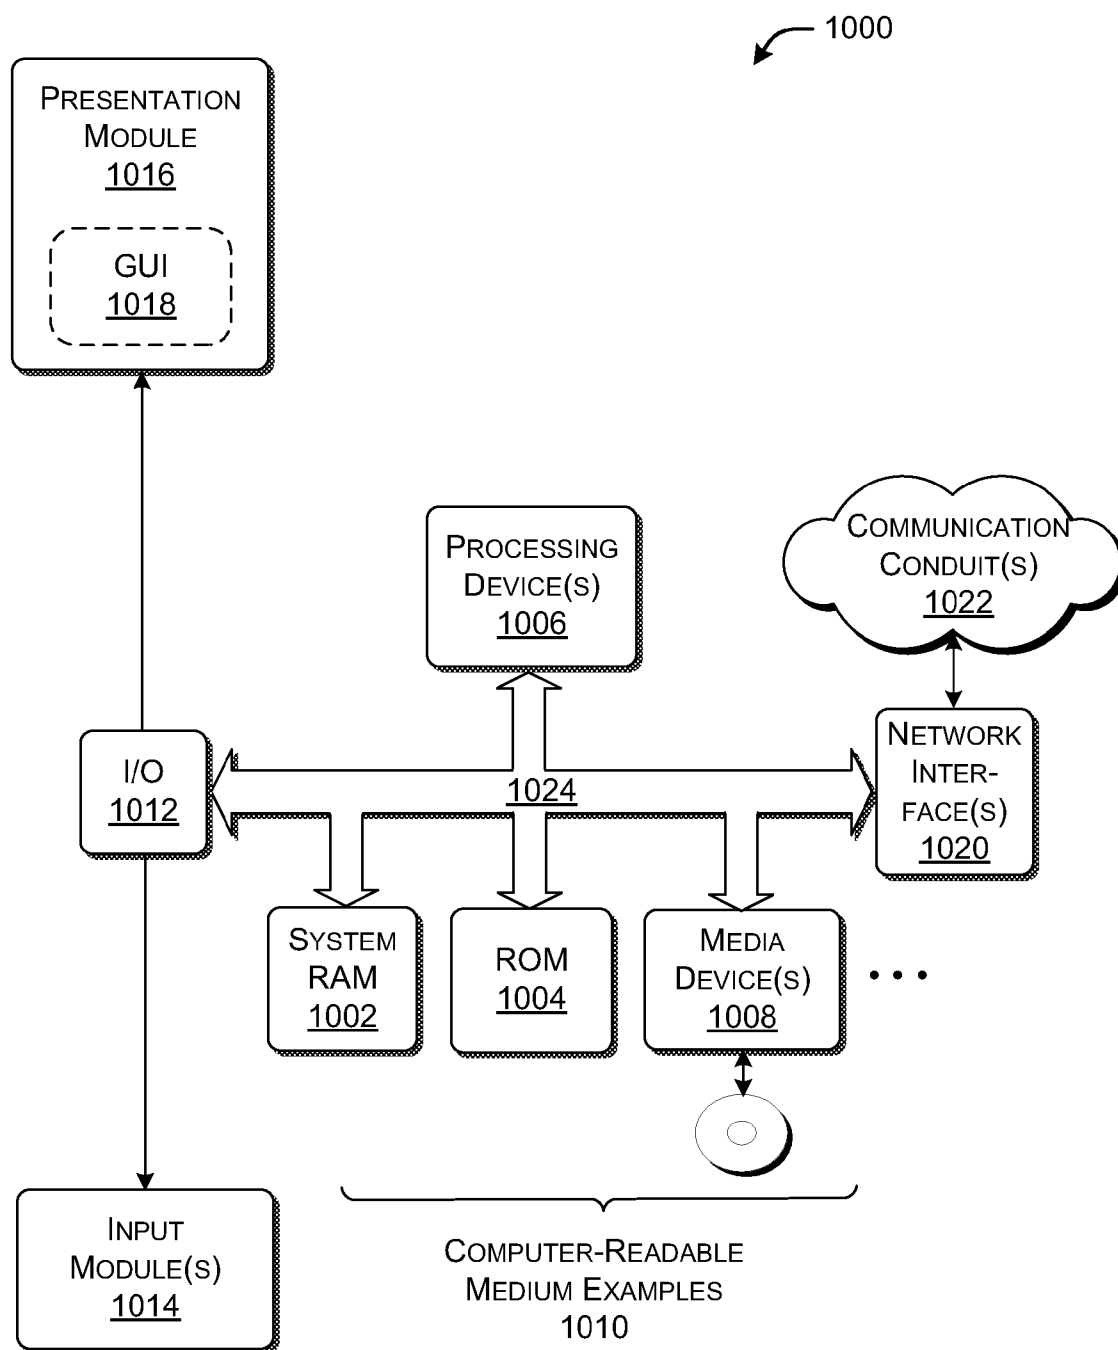 1000
PRESENTATION
MODULE
1016
GUI
1018
PROCESSING
DEVICE(S)
1006
COMMUNICATION
CONDUIT(S)
1022
I/O
1012
1024
NETWORK
INTER-
FACE(S)
1020
SYSTEM
RAM
1002
ROM
1004
MEDIA
DEVICE(S)
1008
• • •
INPUT
MODULE(S)
1014
COMPUTER-READABLE
MEDIUM EXAMPLES
1010